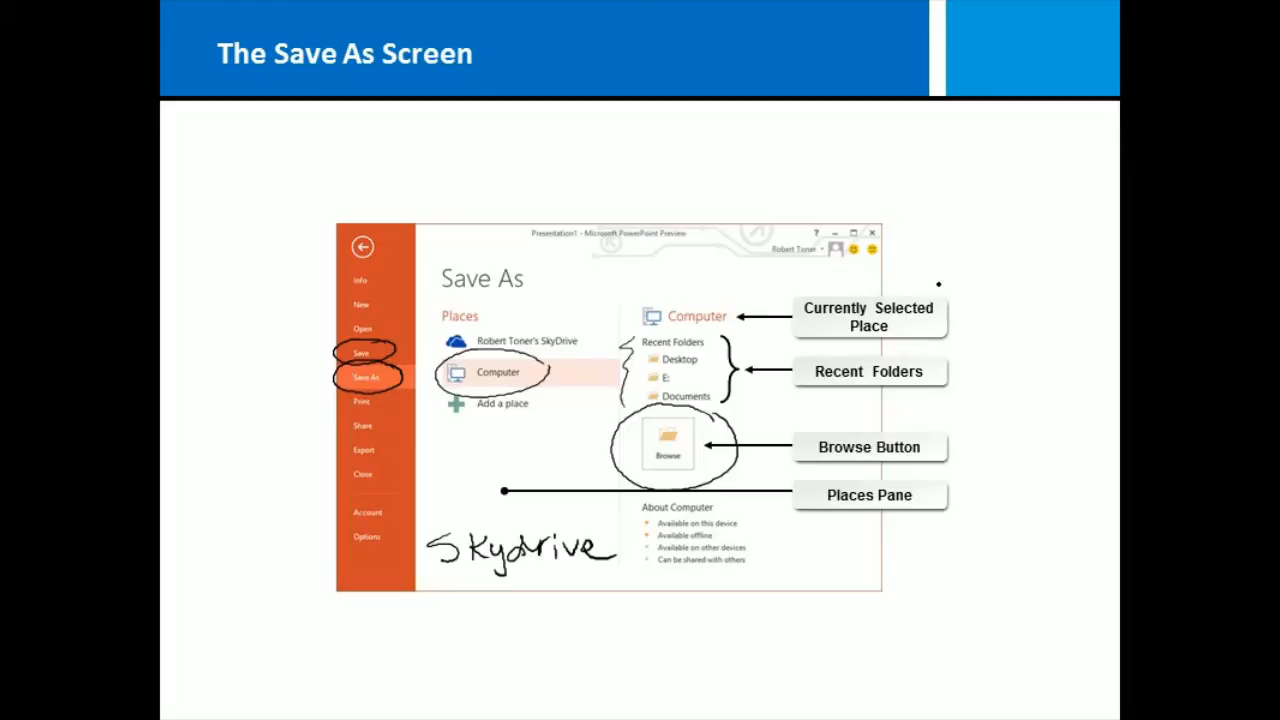 The Save As Screen
Presentation1 - Microsoft PowerPoint Preview
?
Robert Toner
Info
New
Open
Save
Save As
Print
Share
Export
Close
Account
Options
Save As
Places
Robert Toner's SkyDrive
Computer
Add a place
Skydrive
Computer
Recent Folders
Desktop
E:
Documents
Browse
About Computer
Available on this device
Available offline
Available on other devices
Can be shared with others
Currently Selected
Place
Recent Folders
Browse Button
Places Pane